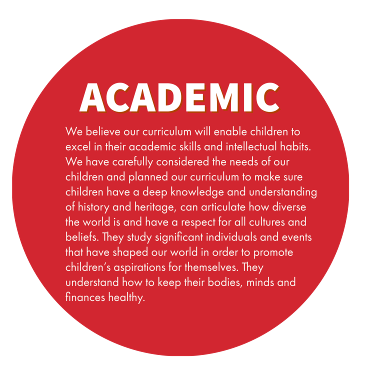 ACADEMIC
We believe our curriculum will enable children to
excel in their academic skills and intellectual habits.
We have carefully considered the needs of our
children and planned our curriculum to make sure
children have a deep knowledge and understanding
of history and heritage, can articulate how diverse
the world is and have a respect for all cultures and
beliefs. They study significant individuals and events
that have shaped our world in order to promote
children's aspirations for themselves. They
understand how to keep their bodies, minds and
finances healthy.